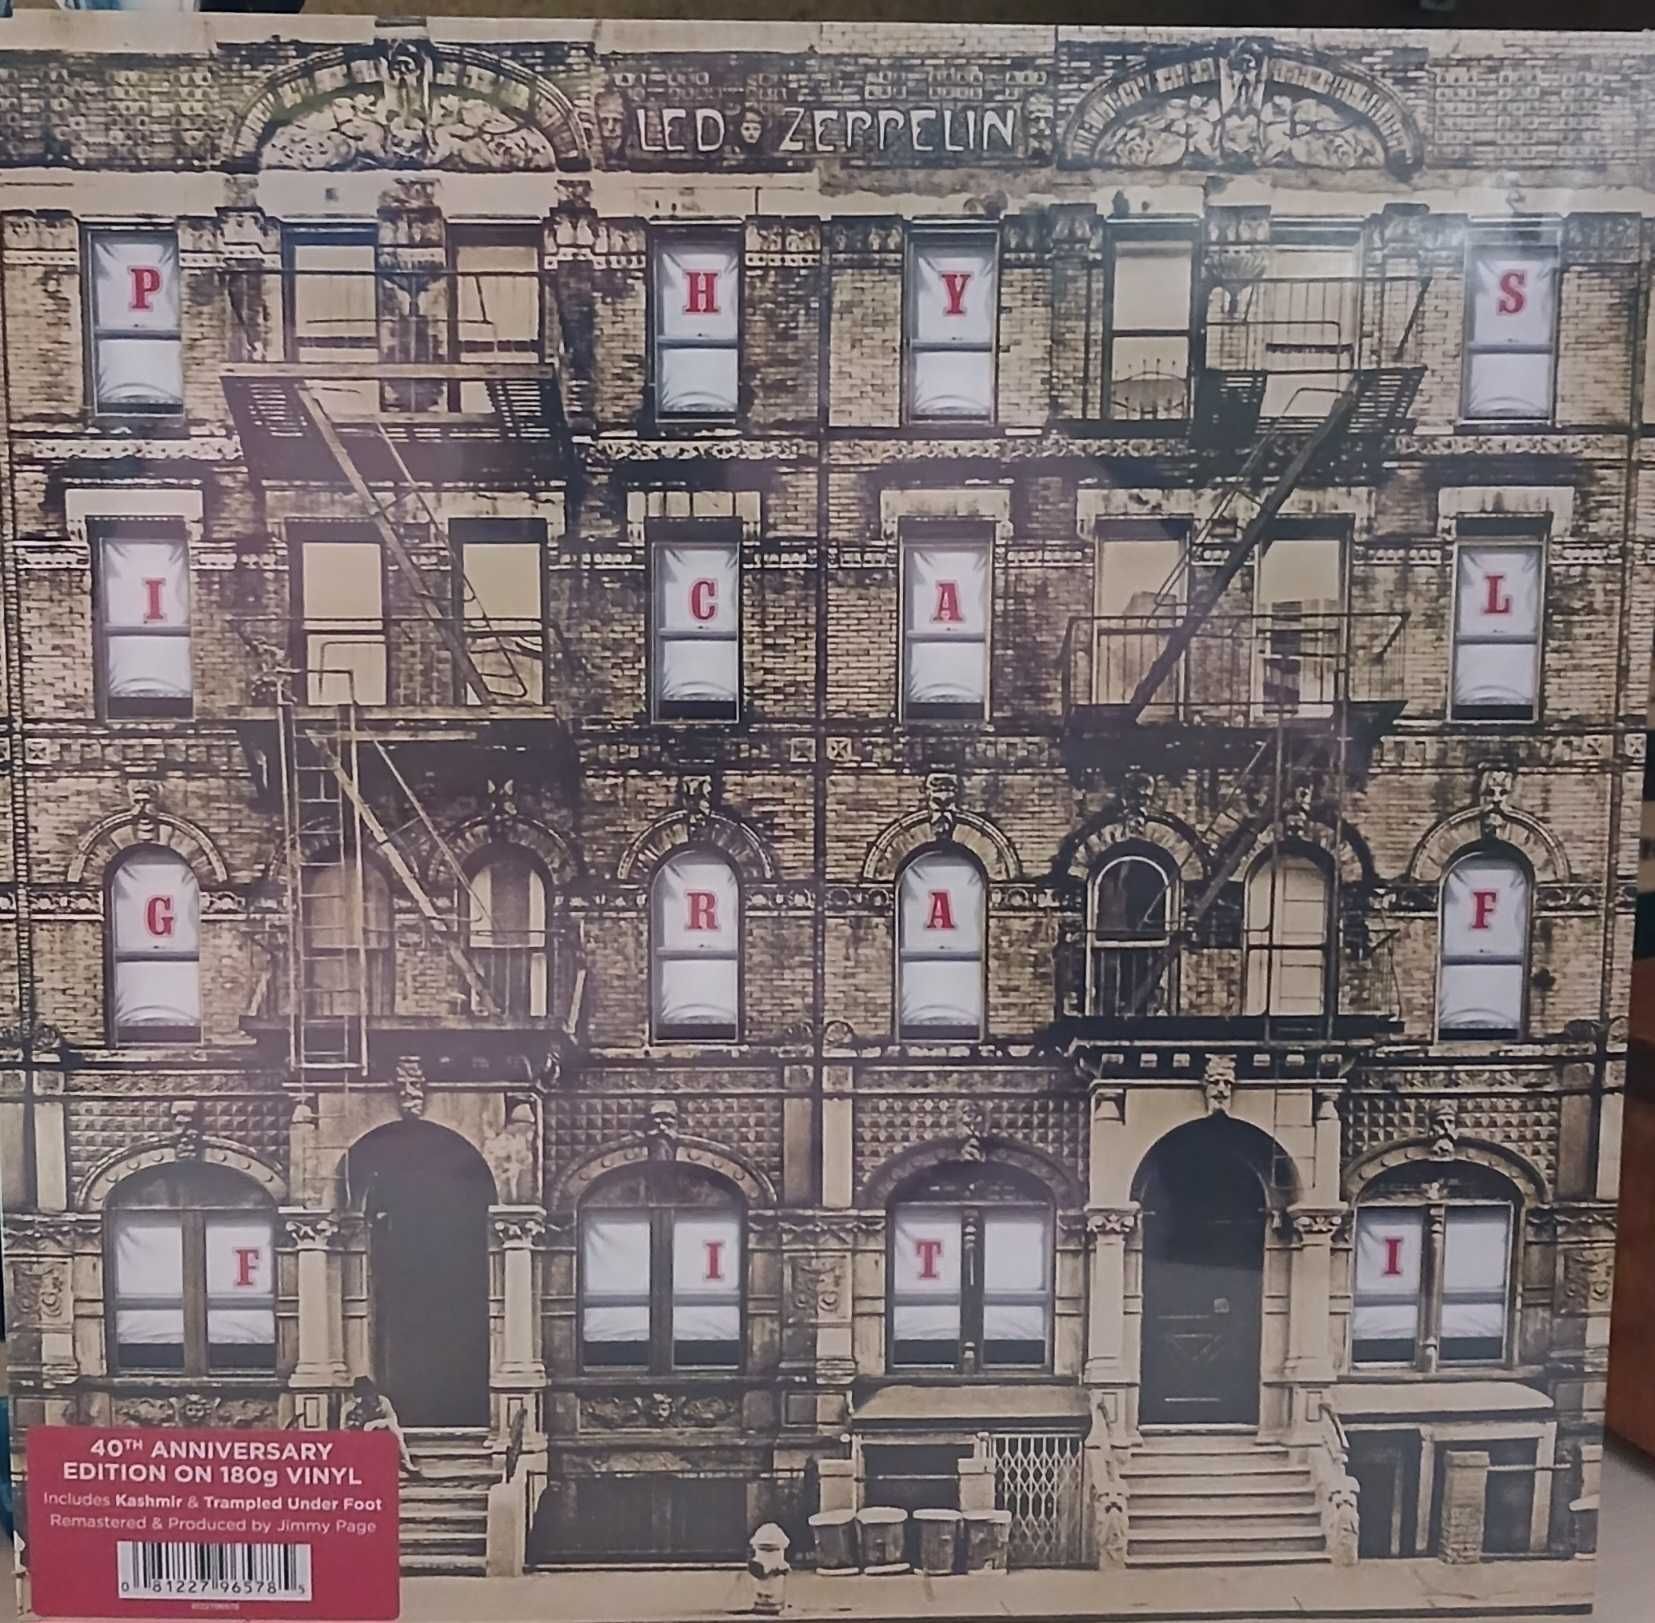 LED ZEPPELIN
P H Y S
I C A L
G R A F
F I T I
40TH ANNIVERSARY
EDITION ON 180g VINYL
Includes Kashmir & Trampled Under Foot
Remastered & Produced by Jimmy Page
0 81227 96578 5